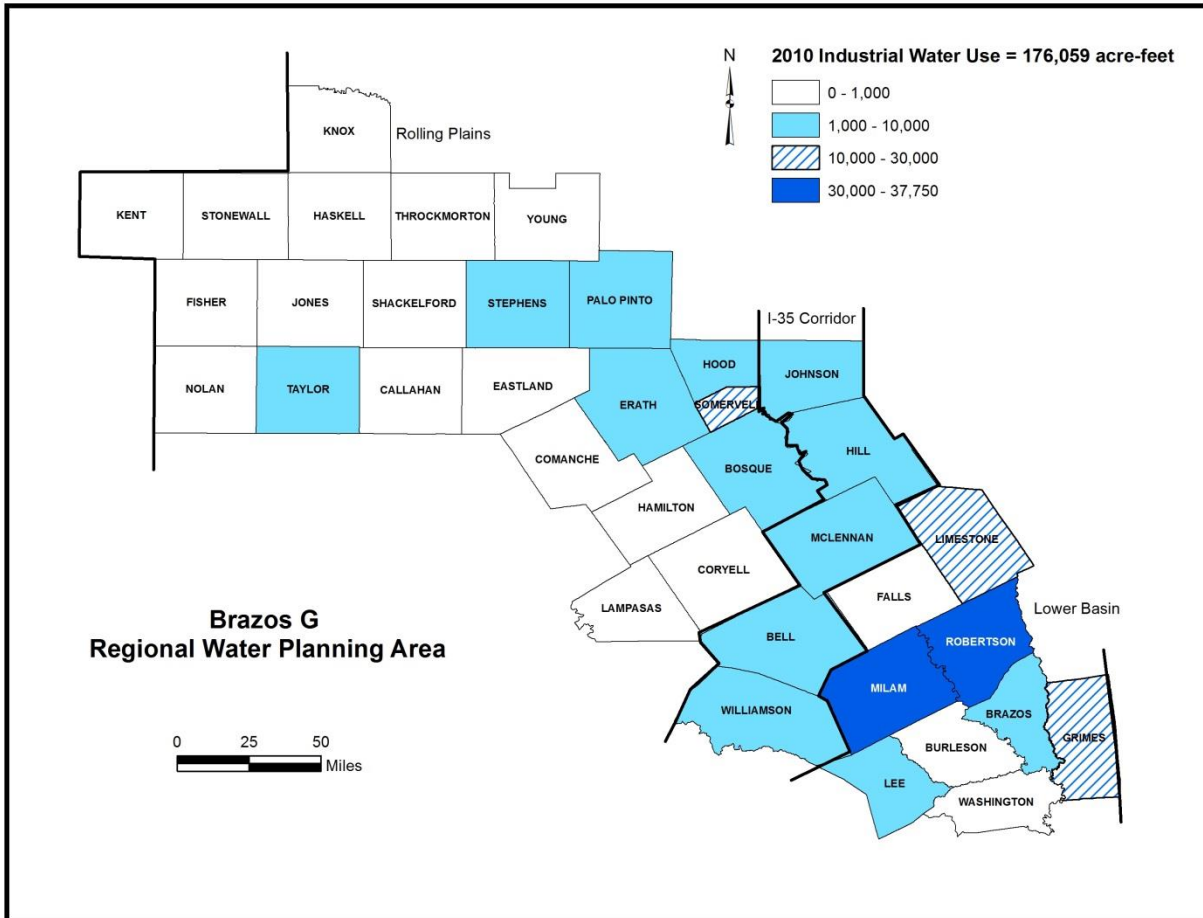 N
2010 Industrial Water Use = 176,059 acre-feet
0 - 1,000
1,000 - 10,000
10,000 - 30,000
30,000 - 37,750
KNOX
Rolling Plains
KENT
STONEWALL
HASKELL
THROCKMORTON
YOUNG
FISHER
JONES
SHACKELFORD
STEPHENS
PALO PINTO
I-35 Corridor
NOLAN
TAYLOR
CALLAHAN
EASTLAND
ERATH
HOOD
JOHNSON
SOMERVELL
COMANCHE
BOSQUE
HILL
HAMILTON
MCLENNAN
LIMESTONE
CORYELL
LAMPASAS
FALLS
Lower Basin
BELL
ROBERTSON
MILAM
WILLIAMSON
BRAZOS
GRIMES
BURLESON
LEE
WASHINGTON
Brazos G
Regional Water Planning Area
0 25 50
Miles